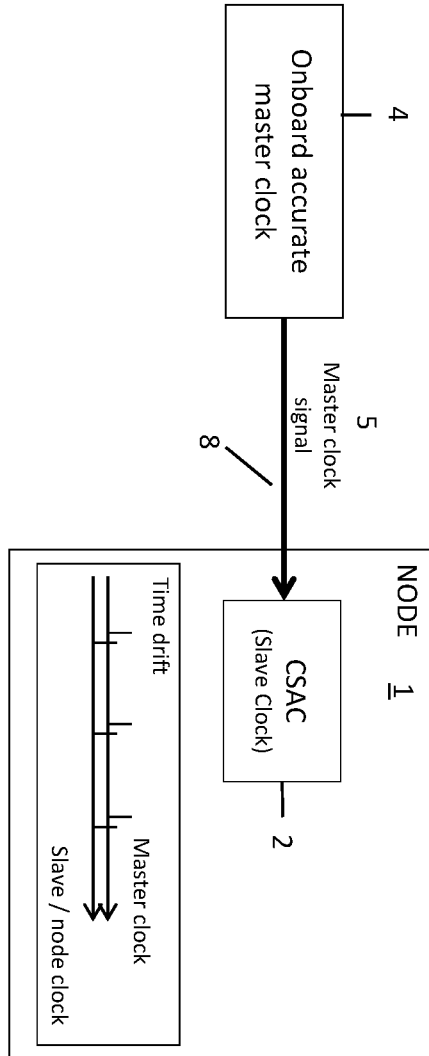 4
Onboard accurate
master clock
5
Master clock
signal
8
NODE
1
CSAC
(Slave Clock)
2
Time drift
Master clock
Slave / node clock